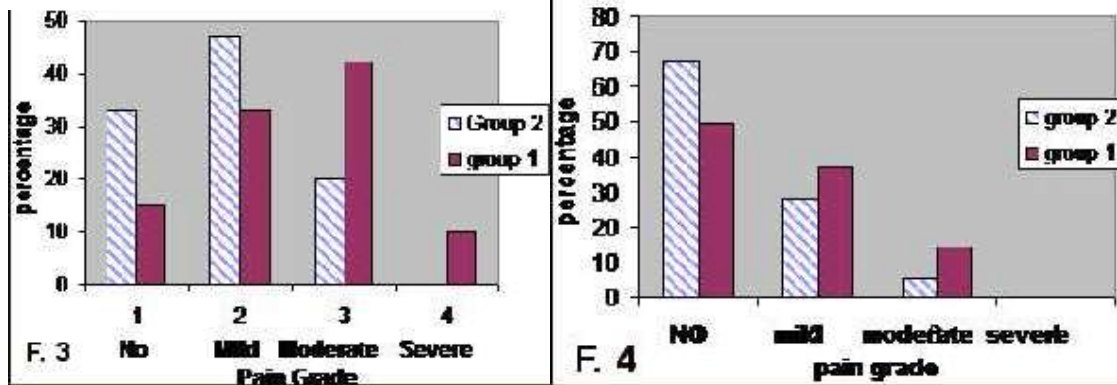 50
40
30
20
10
0
percentage
1 2 3 4
No Mild Moderate Severe
Pain Grade
Group 2
group 1
F. 3
80
70
60
50
40
30
20
10
0
percentage
NO mild moderate severe
pain grade
group 2
group 1
F. 4